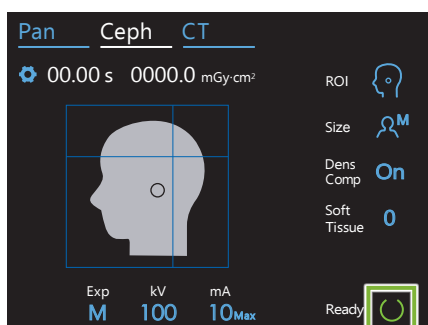 Pan Ceph CT
00.00 s 0000.0 mGy·cm²
ROI
Size M
Dens
Comp On
Soft
Tissue 0
Exp kV mA
M 100 10Max
Ready